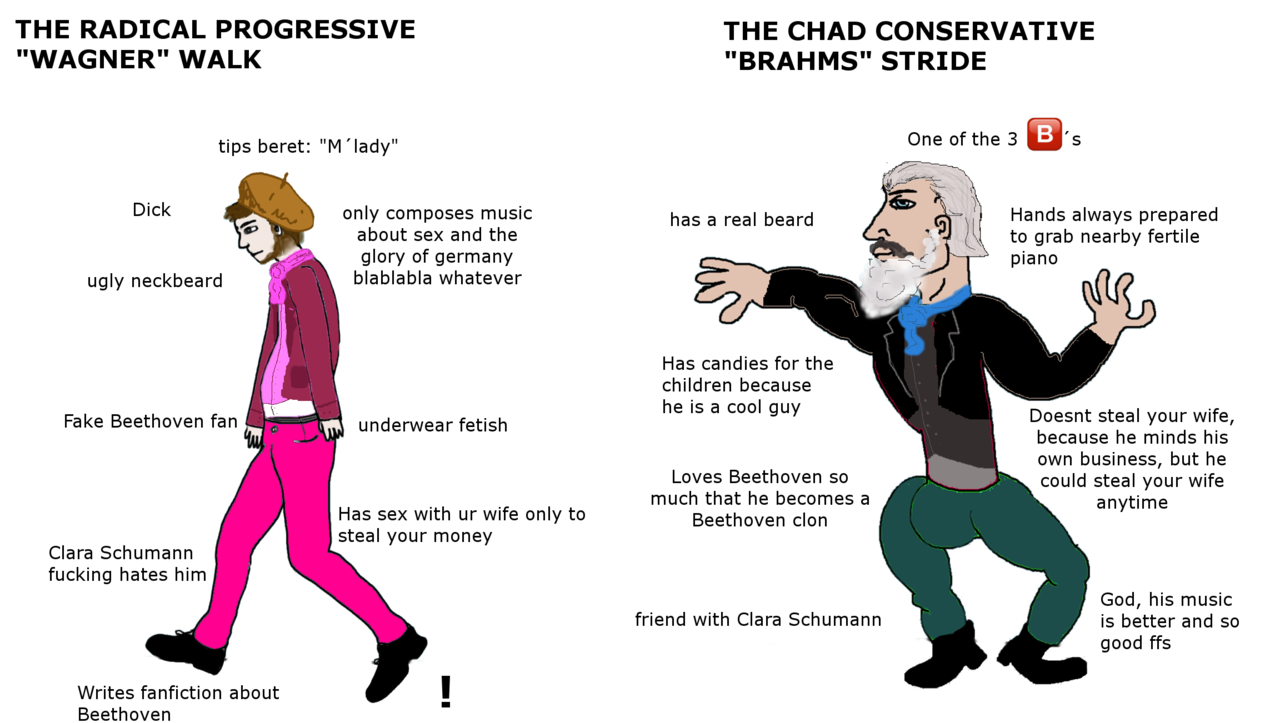 THE RADICAL PROGRESSIVE
"WAGNER" WALK
tips beret: "M´lady"
Dick
only composes music
about sex and the
glory of germany
blablabla whatever
ugly neckbeard
Fake Beethoven fan
underwear fetish
Has sex with ur wife only to
steal your money
Clara Schumann
fucking hates him
Writes fanfiction about
Beethoven
!
THE CHAD CONSERVATIVE
"BRAHMS" STRIDE
One of the 3 B´s
has a real beard
Hands always prepared
to grab nearby fertile
piano
Has candies for the
children because
he is a cool guy
Doesnt steal your wife,
because he minds his
own business, but he
could steal your wife
anytime
Loves Beethoven so
much that he becomes a
Beethoven clon
friend with Clara Schumann
God, his music
is better and so
good ffs